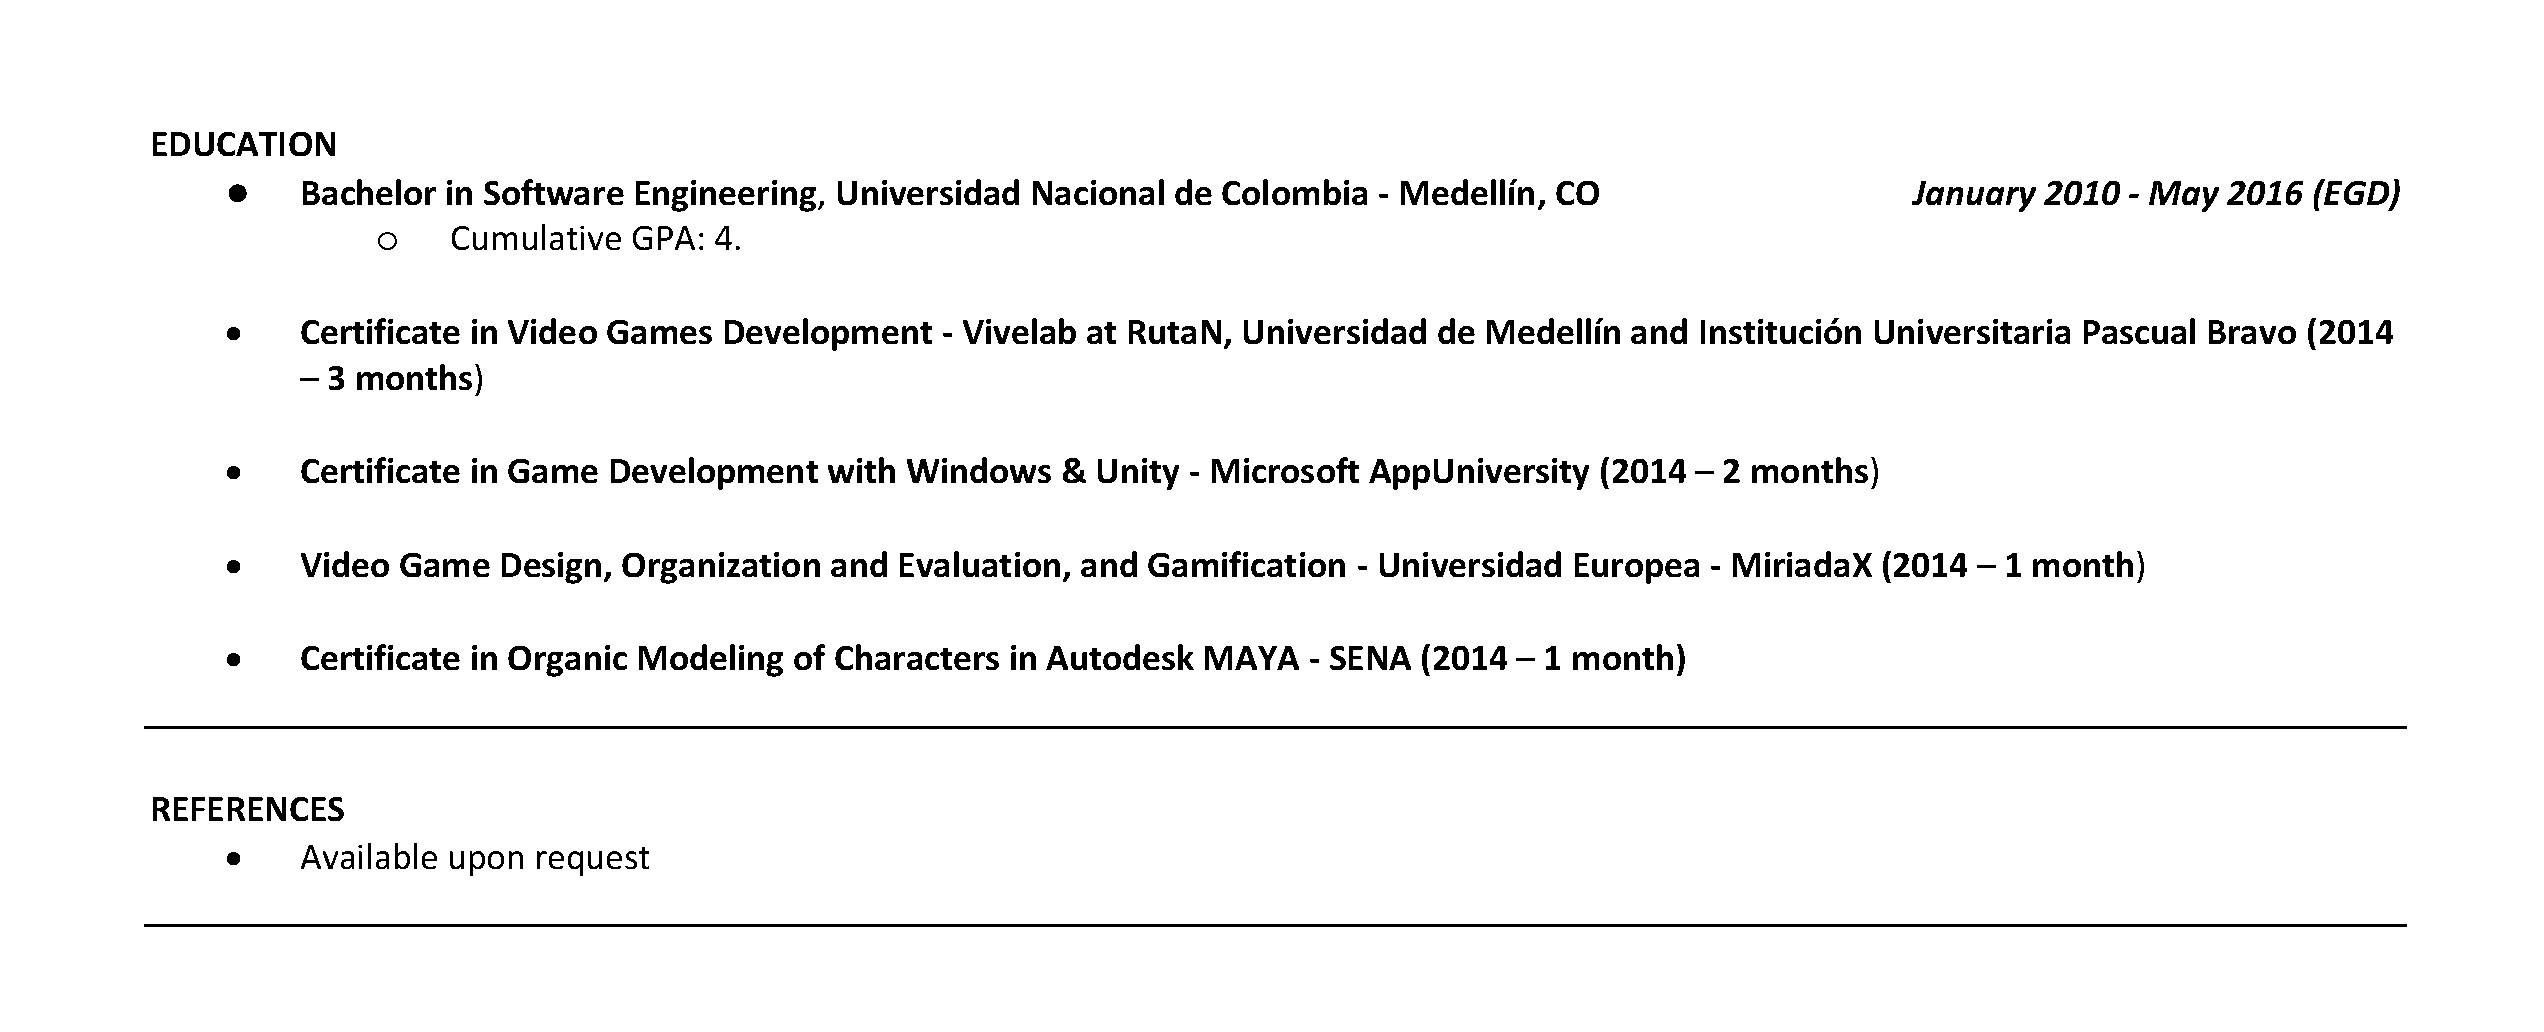 EDUCATION
● Bachelor in Software Engineering, Universidad Nacional de Colombia - Medellín, CO January 2010 - May 2016 (EGD)
o Cumulative GPA: 4.
• Certificate in Video Games Development - Vivelab at RutaN, Universidad de Medellín and Institución Universitaria Pascual Bravo (2014
– 3 months)
• Certificate in Game Development with Windows & Unity - Microsoft AppUniversity (2014 – 2 months)
• Video Game Design, Organization and Evaluation, and Gamification - Universidad Europea - MiriadaX (2014 – 1 month)
• Certificate in Organic Modeling of Characters in Autodesk MAYA - SENA (2014 – 1 month)
REFERENCES
• Available upon request